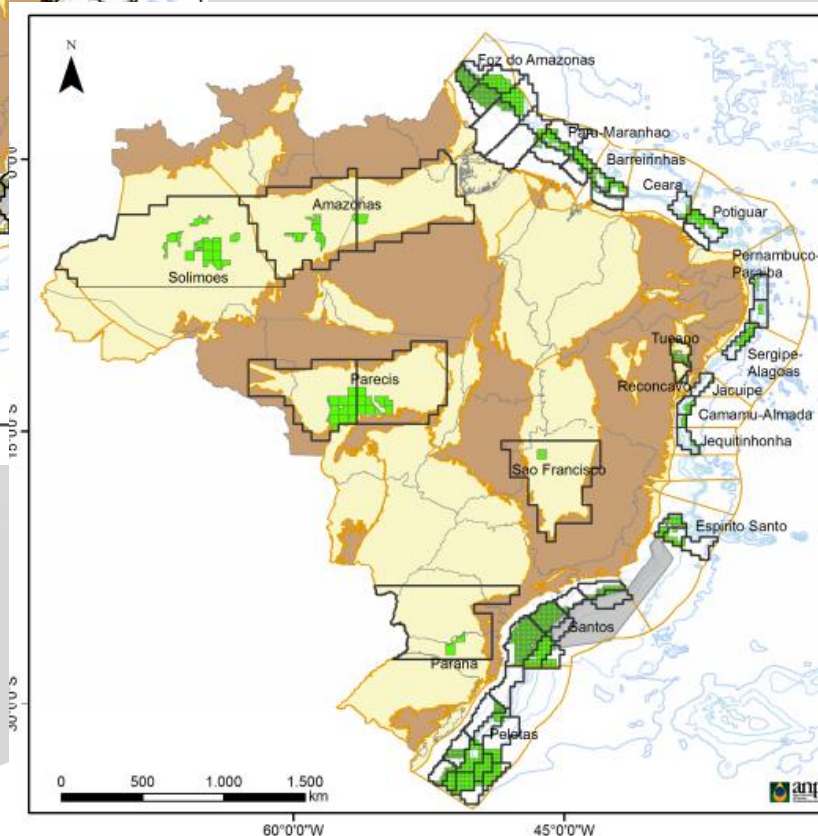 N
Foz do Amazonas
Para-Maranhao
Barreirinhas
Ceara
Potiguar
Pernambuco-
Paraiba
Sergipe-
Alagoas
Amazonas
Solimoes
Parecis
Tucano
Reconcavo
Jacuipe
Camamu-Almada
Jequitinhonha
Sao Francisco
Espirito Santo
Santos
Parana
Pelotas
0 500 1.000 1.500
km
anp
60°0'0"W 45°0'0"W